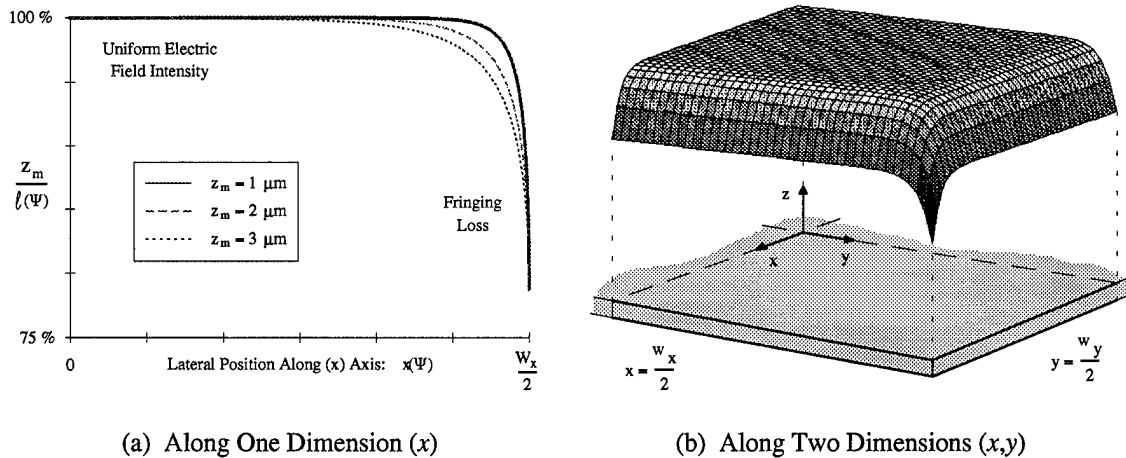 100 %
Uniform Electric
Field Intensity
z_m
ℓ(Ψ)
z_m = 1 μm
z_m = 2 μm
z_m = 3 μm
Fringing
Loss
75 %
0
Lateral Position Along (x) Axis: x(Ψ)
W_x
2
z
x
y
x = w_x
2
y = w_y
2
(a) Along One Dimension (x)
(b) Along Two Dimensions (x,y)